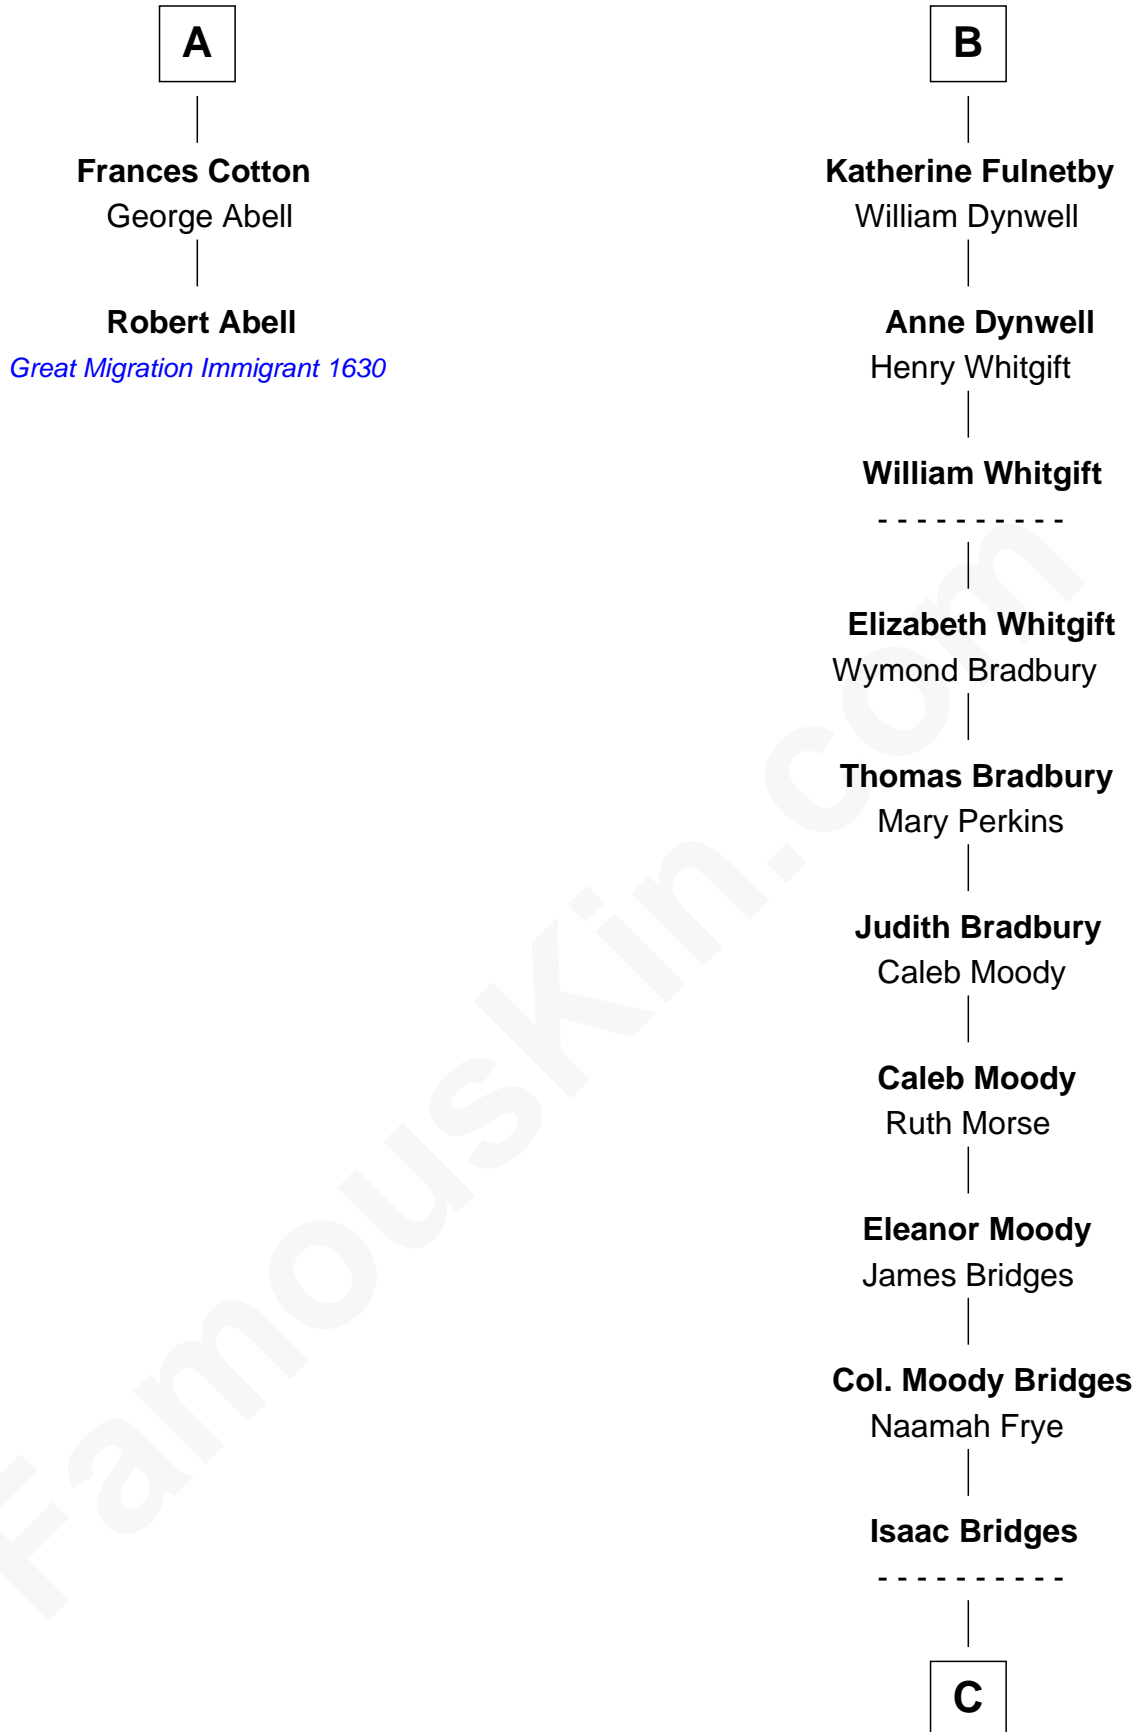 A
Frances Cotton
George Abell
Robert Abell
Great Migration Immigrant 1630
B
Katherine Fulnetby
William Dynwell
Anne Dynwell
Henry Whitgift
William Whitgift
- - - - - - - - - -
Elizabeth Whitgift
Wymond Bradbury
Thomas Bradbury
Mary Perkins
Judith Bradbury
Caleb Moody
Caleb Moody
Ruth Morse
Eleanor Moody
James Bridges
Col. Moody Bridges
Naamah Frye
Isaac Bridges
- - - - - - - - - -
C
FamousKin.com